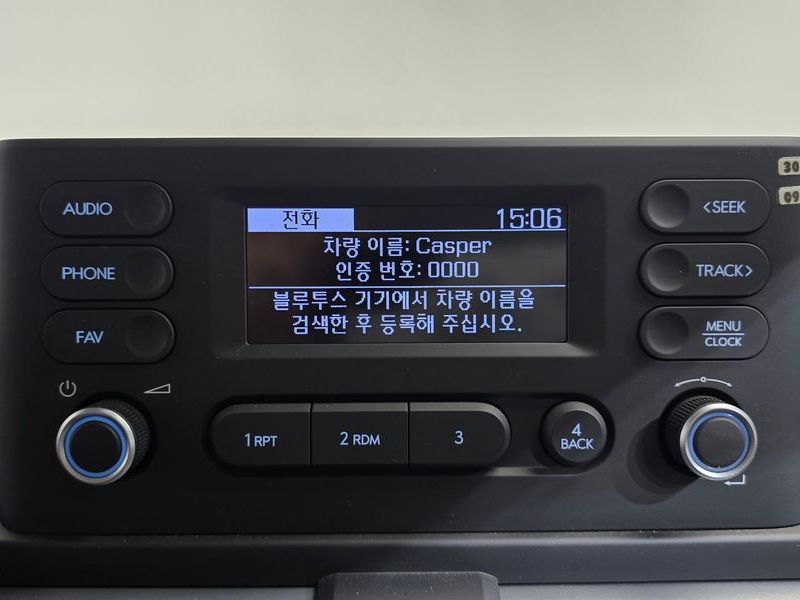 30
09
AUDIO
PHONE
FAV
전화 15:06
차량 이름: Casper
인증 번호: 0000
블루투스 기기에서 차량 이름을
검색한 후 등록해 주십시오.
<SEEK
TRACK>
MENU
CLOCK
1 RPT
2 RDM
3
4
BACK